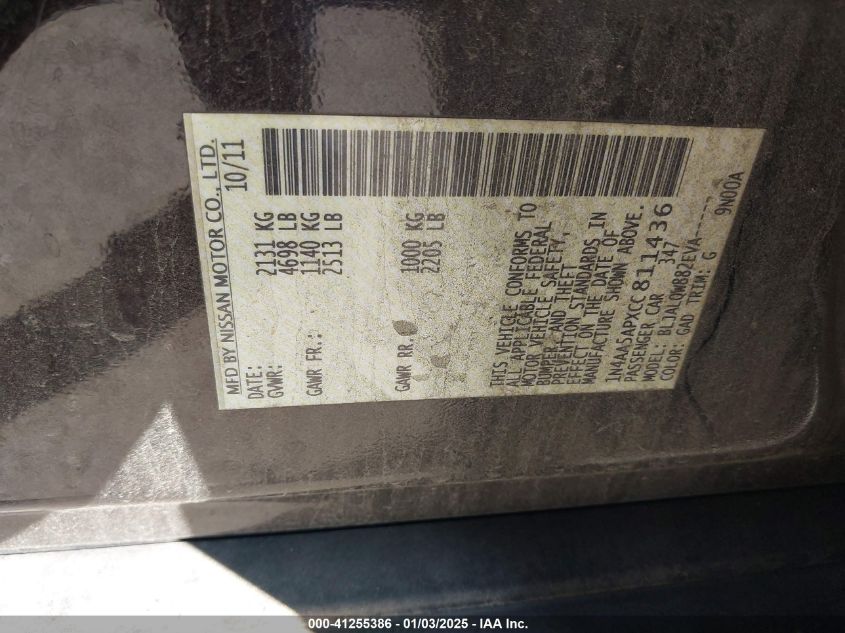 MFD BY NISSAN MOTOR CO., LTD.
DATE: 10/11
GVWR: 2131 KG
4698 LB
GAWR FR.: 1140 KG
2513 LB
GAWR RR.: 1000 KG
2205 LB
THIS VEHICLE CONFORMS TO
ALL APPLICABLE FEDERAL
MOTOR VEHICLE SAFETY,
BUMPER, AND THEFT
PREVENTION STANDARDS IN
EFFECT ON THE DATE OF
MANUFACTURE SHOWN ABOVE.
1N4AA5APXCC811436
PASSENGER CAR 347
MODEL: BLJALQWB82EVA-----
COLOR: GAD TRIM: G 9N00A
000-41255386 - 01/03/2025 - IAA Inc.